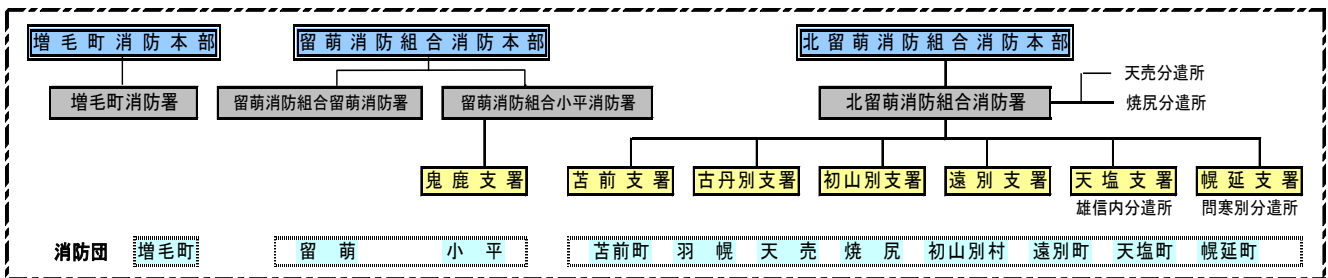 増毛町消防本部 留萌消防組合消防本部 北留萌消防組合消防本部
天売分遣所
増毛町消防署 留萌消防組合留萌消防署 留萌消防組合小平消防署 北留萌消防組合消防署 焼尻分遣所
鬼鹿支署 苫前支署 古丹別支署 初山別支署 遠別支署 天塩支署 幌延支署
雄信内分遣所 問寒別分遣所
消防団 増毛町 留萌 小平 苫前町 羽幌 天売 焼尻 初山別村 遠別町 天塩町 幌延町